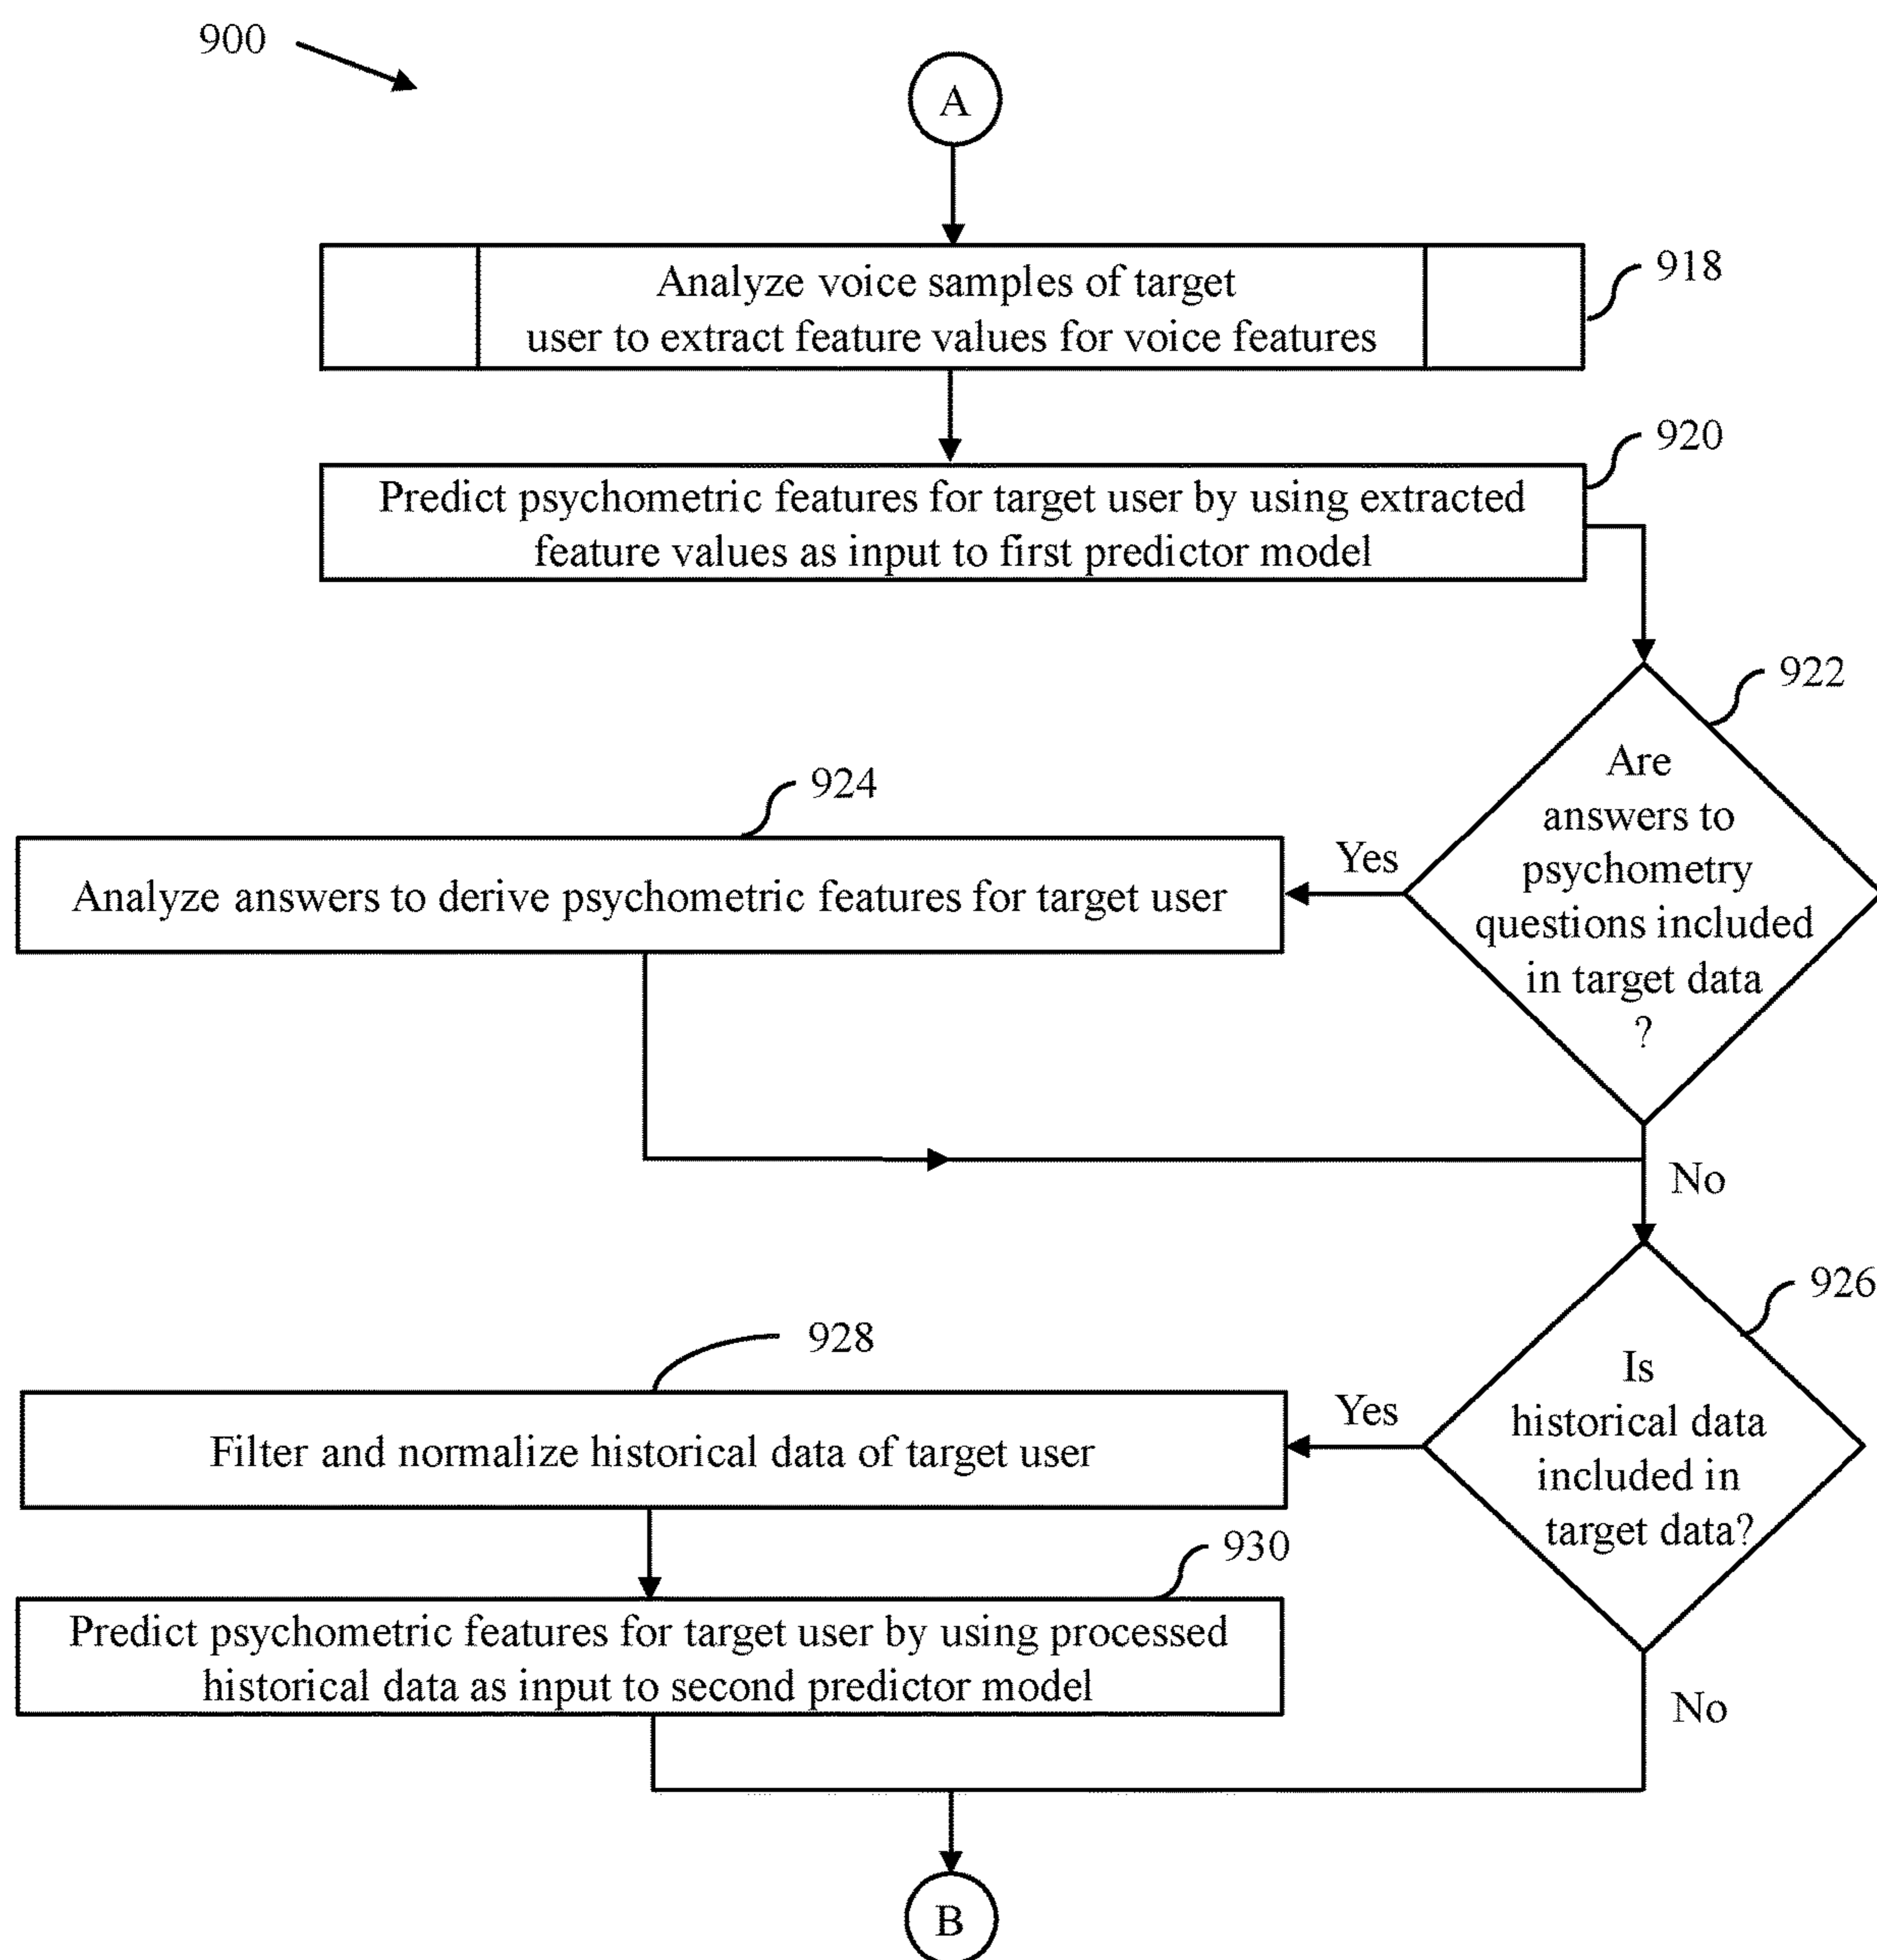 900
A
Analyze voice samples of target
user to extract feature values for voice features
918
920
Predict psychometric features for target user by using extracted
feature values as input to first predictor model
922
Are
answers to
psychometry
questions included
in target data
?
Yes
924
Analyze answers to derive psychometric features for target user
No
926
Is
historical data
included in
target data?
Yes
928
Filter and normalize historical data of target user
930
Predict psychometric features for target user by using processed
historical data as input to second predictor model
No
B